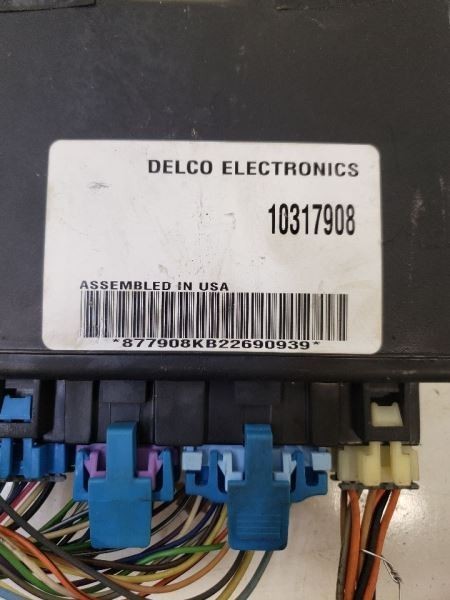 DELCO ELECTRONICS
10317908
ASSEMBLED IN USA
*877908KB22690939*